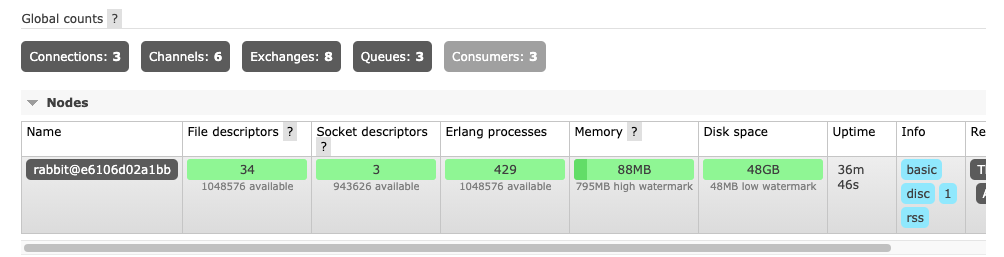 Global counts ?
Connections: 3 Channels: 6 Exchanges: 8 Queues: 3 Consumers: 3
Nodes
Name File descriptors ? Socket descriptors ? Erlang processes Memory ? Disk space Uptime Info Re
rabbit@e6106d02a1bb 34 3 429 88MB 48GB 36m 46s basic
1048576 available 943626 available 1048576 available 795MB high watermark 48MB low watermark
disc 1
rss